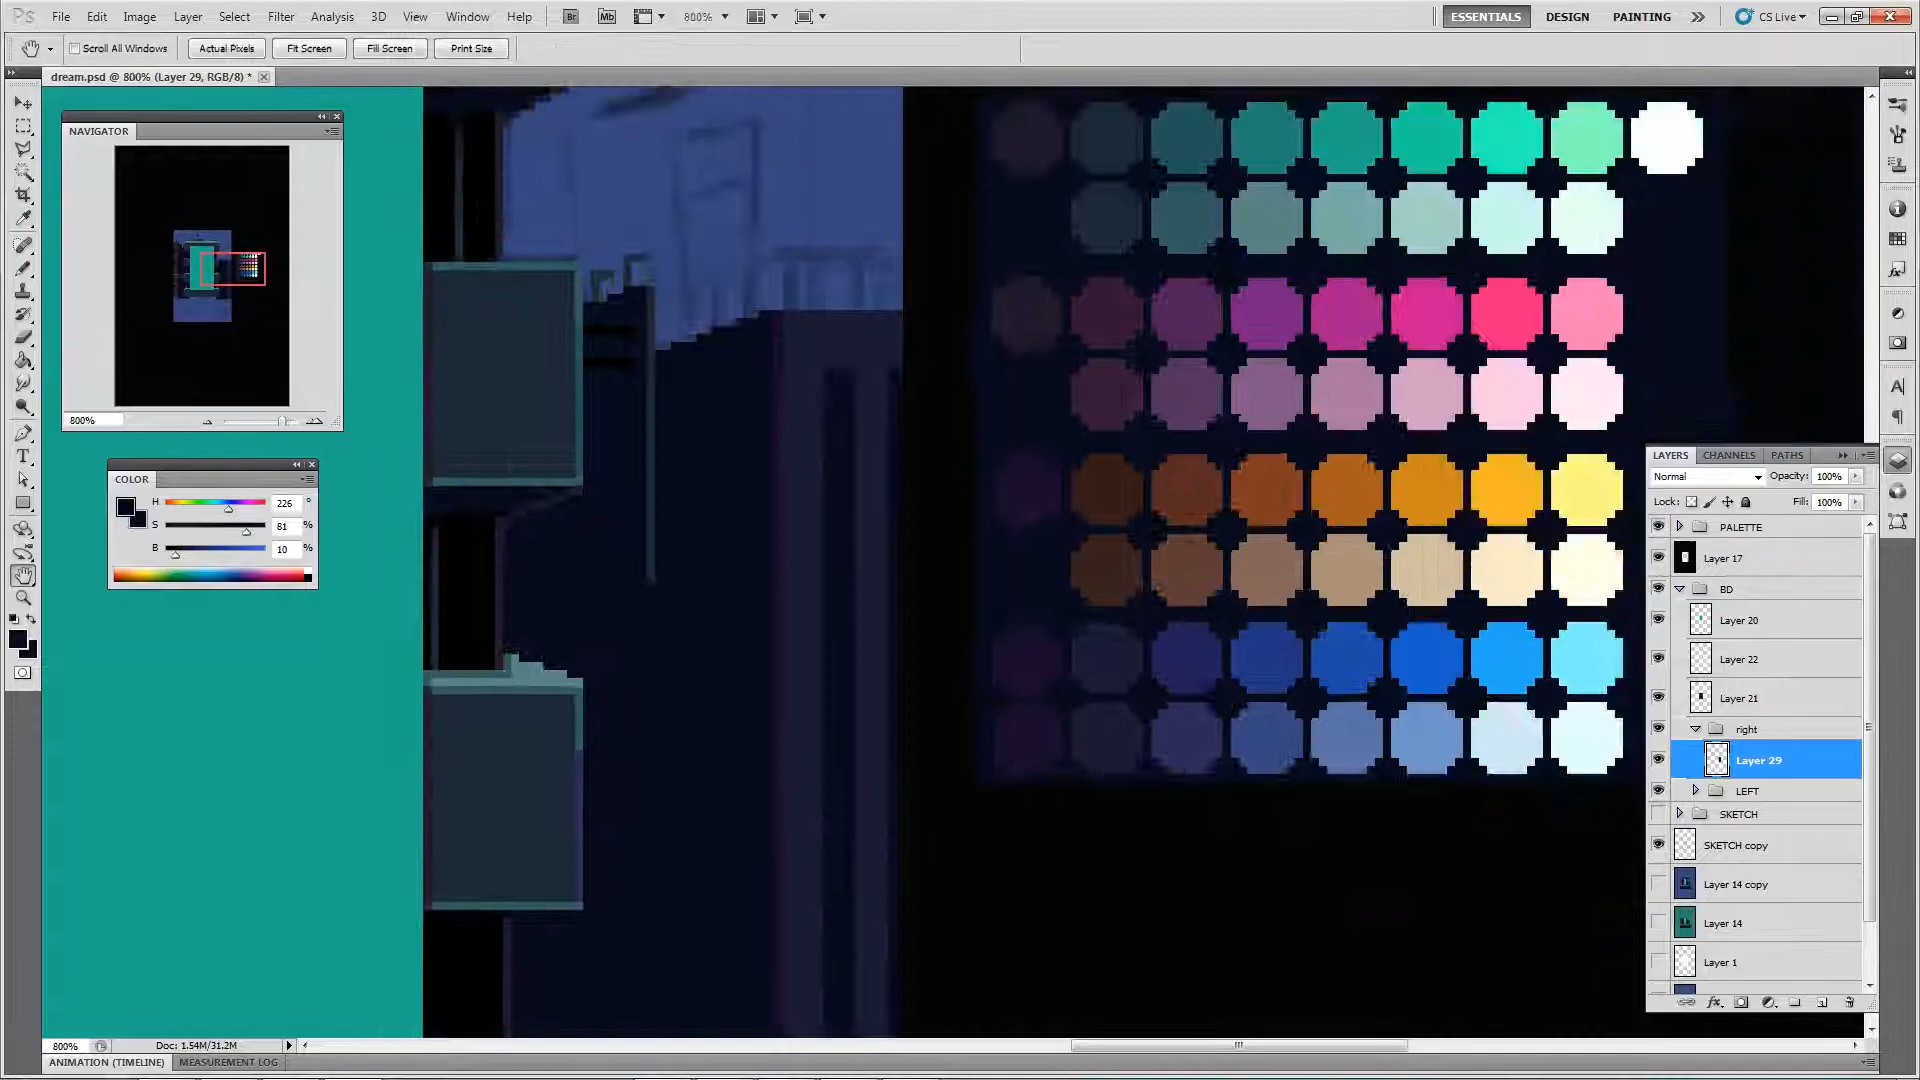 Ps File Edit Image Layer Select Filter Analysis 3D View Window Help Br Mb 800% ESSENTIALS DESIGN PAINTING CS Live
Scroll All Windows Actual Pixels Fit Screen Fill Screen Print Size
dream.psd @ 800% (Layer 29, RGB/8) *
NAVIGATOR
800%
COLOR
H 226 °
S 81 %
B 10 %
LAYERS CHANNELS PATHS
Normal Opacity: 100%
Lock: Fill: 100%
PALETTE
Layer 17
BD
Layer 20
Layer 22
Layer 21
right
Layer 29
LEFT
SKETCH
SKETCH copy
Layer 14 copy
Layer 14
Layer 1
800% Doc: 1.54M/31.2M
ANIMATION (TIMELINE) MEASUREMENT LOG